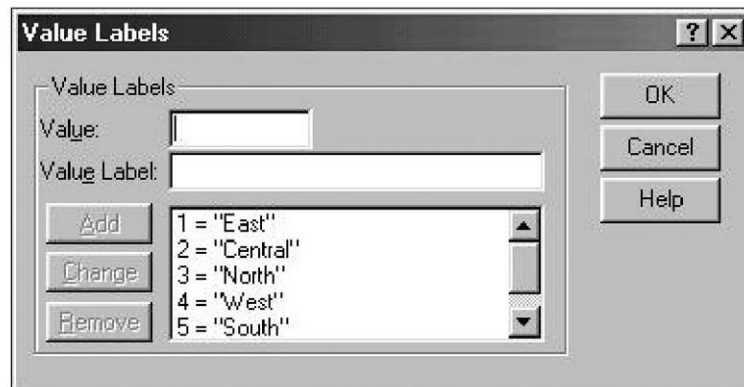 Value Labels
Value Labels
Value:
Value Label:
OK
Cancel
Help
Add
Change
Remove
1 = "East"
2 = "Central"
3 = "North"
4 = "West"
5 = "South"